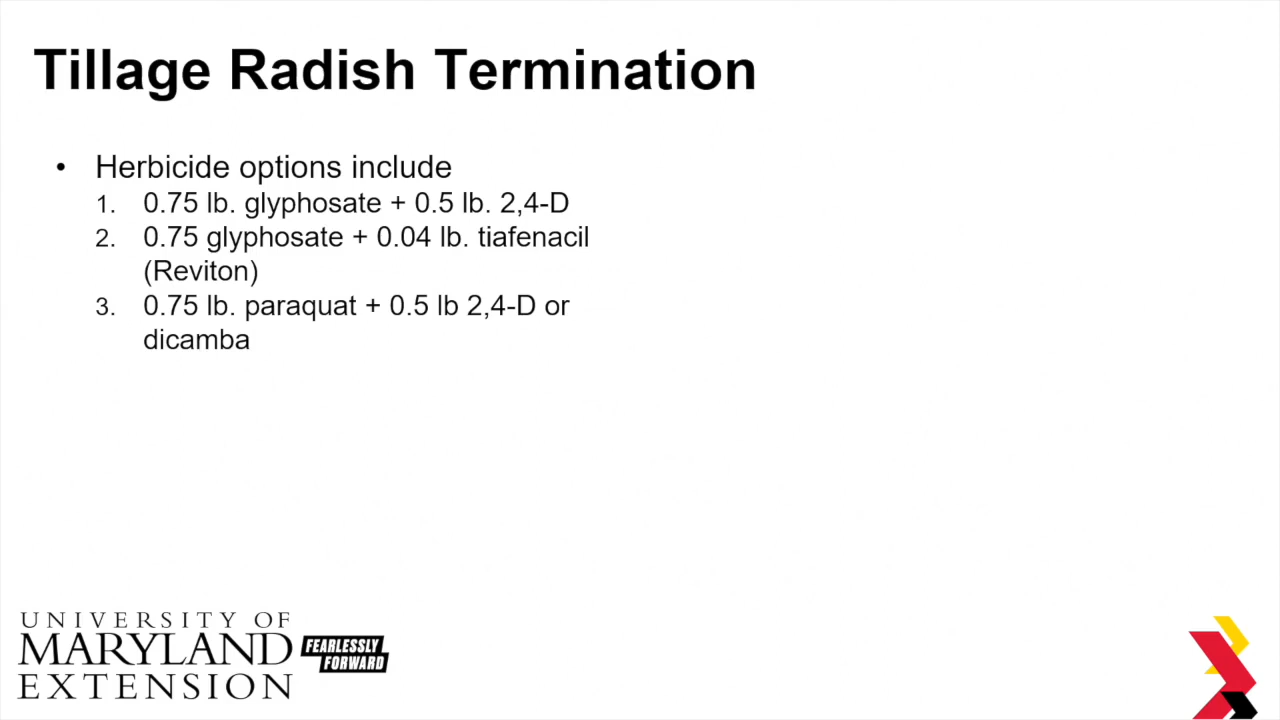 Tillage Radish Termination
• Herbicide options include
1. 0.75 lb. glyphosate + 0.5 lb. 2,4-D
2. 0.75 glyphosate + 0.04 lb. tiafenacil
(Reviton)
3. 0.75 lb. paraquat + 0.5 lb 2,4-D or
dicamba
UNIVERSITY OF
MARYLAND
EXTENSION
FEARLESSLY
FORWARD